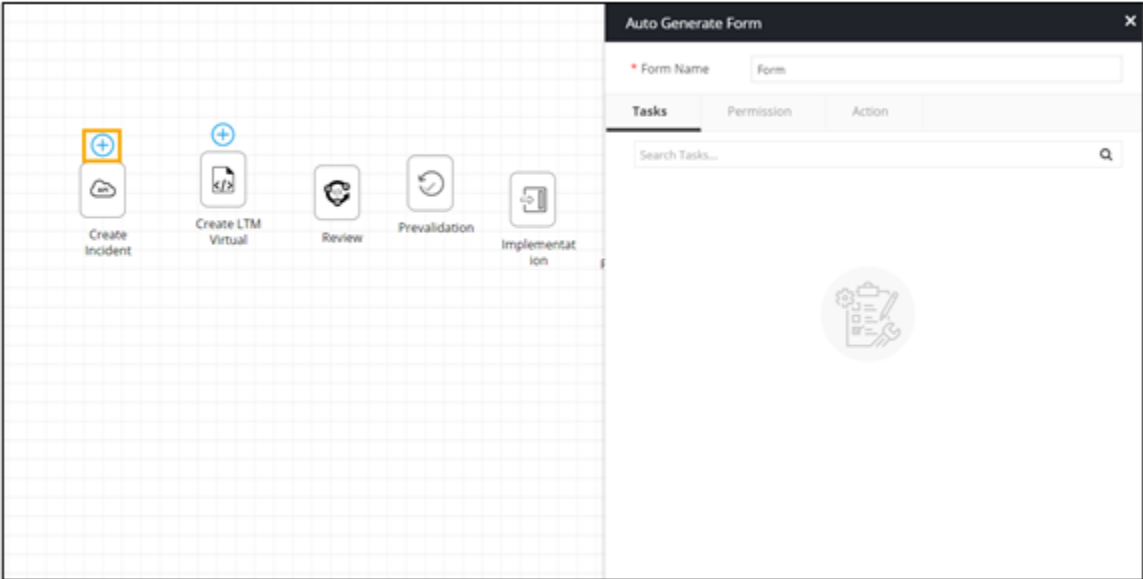 Auto Generate Form
* Form Name
Form
Tasks
Permission
Action
Search Tasks...
Create
Incident
Create LTM
Virtual
Review
Prevalidation
Implementat
ion